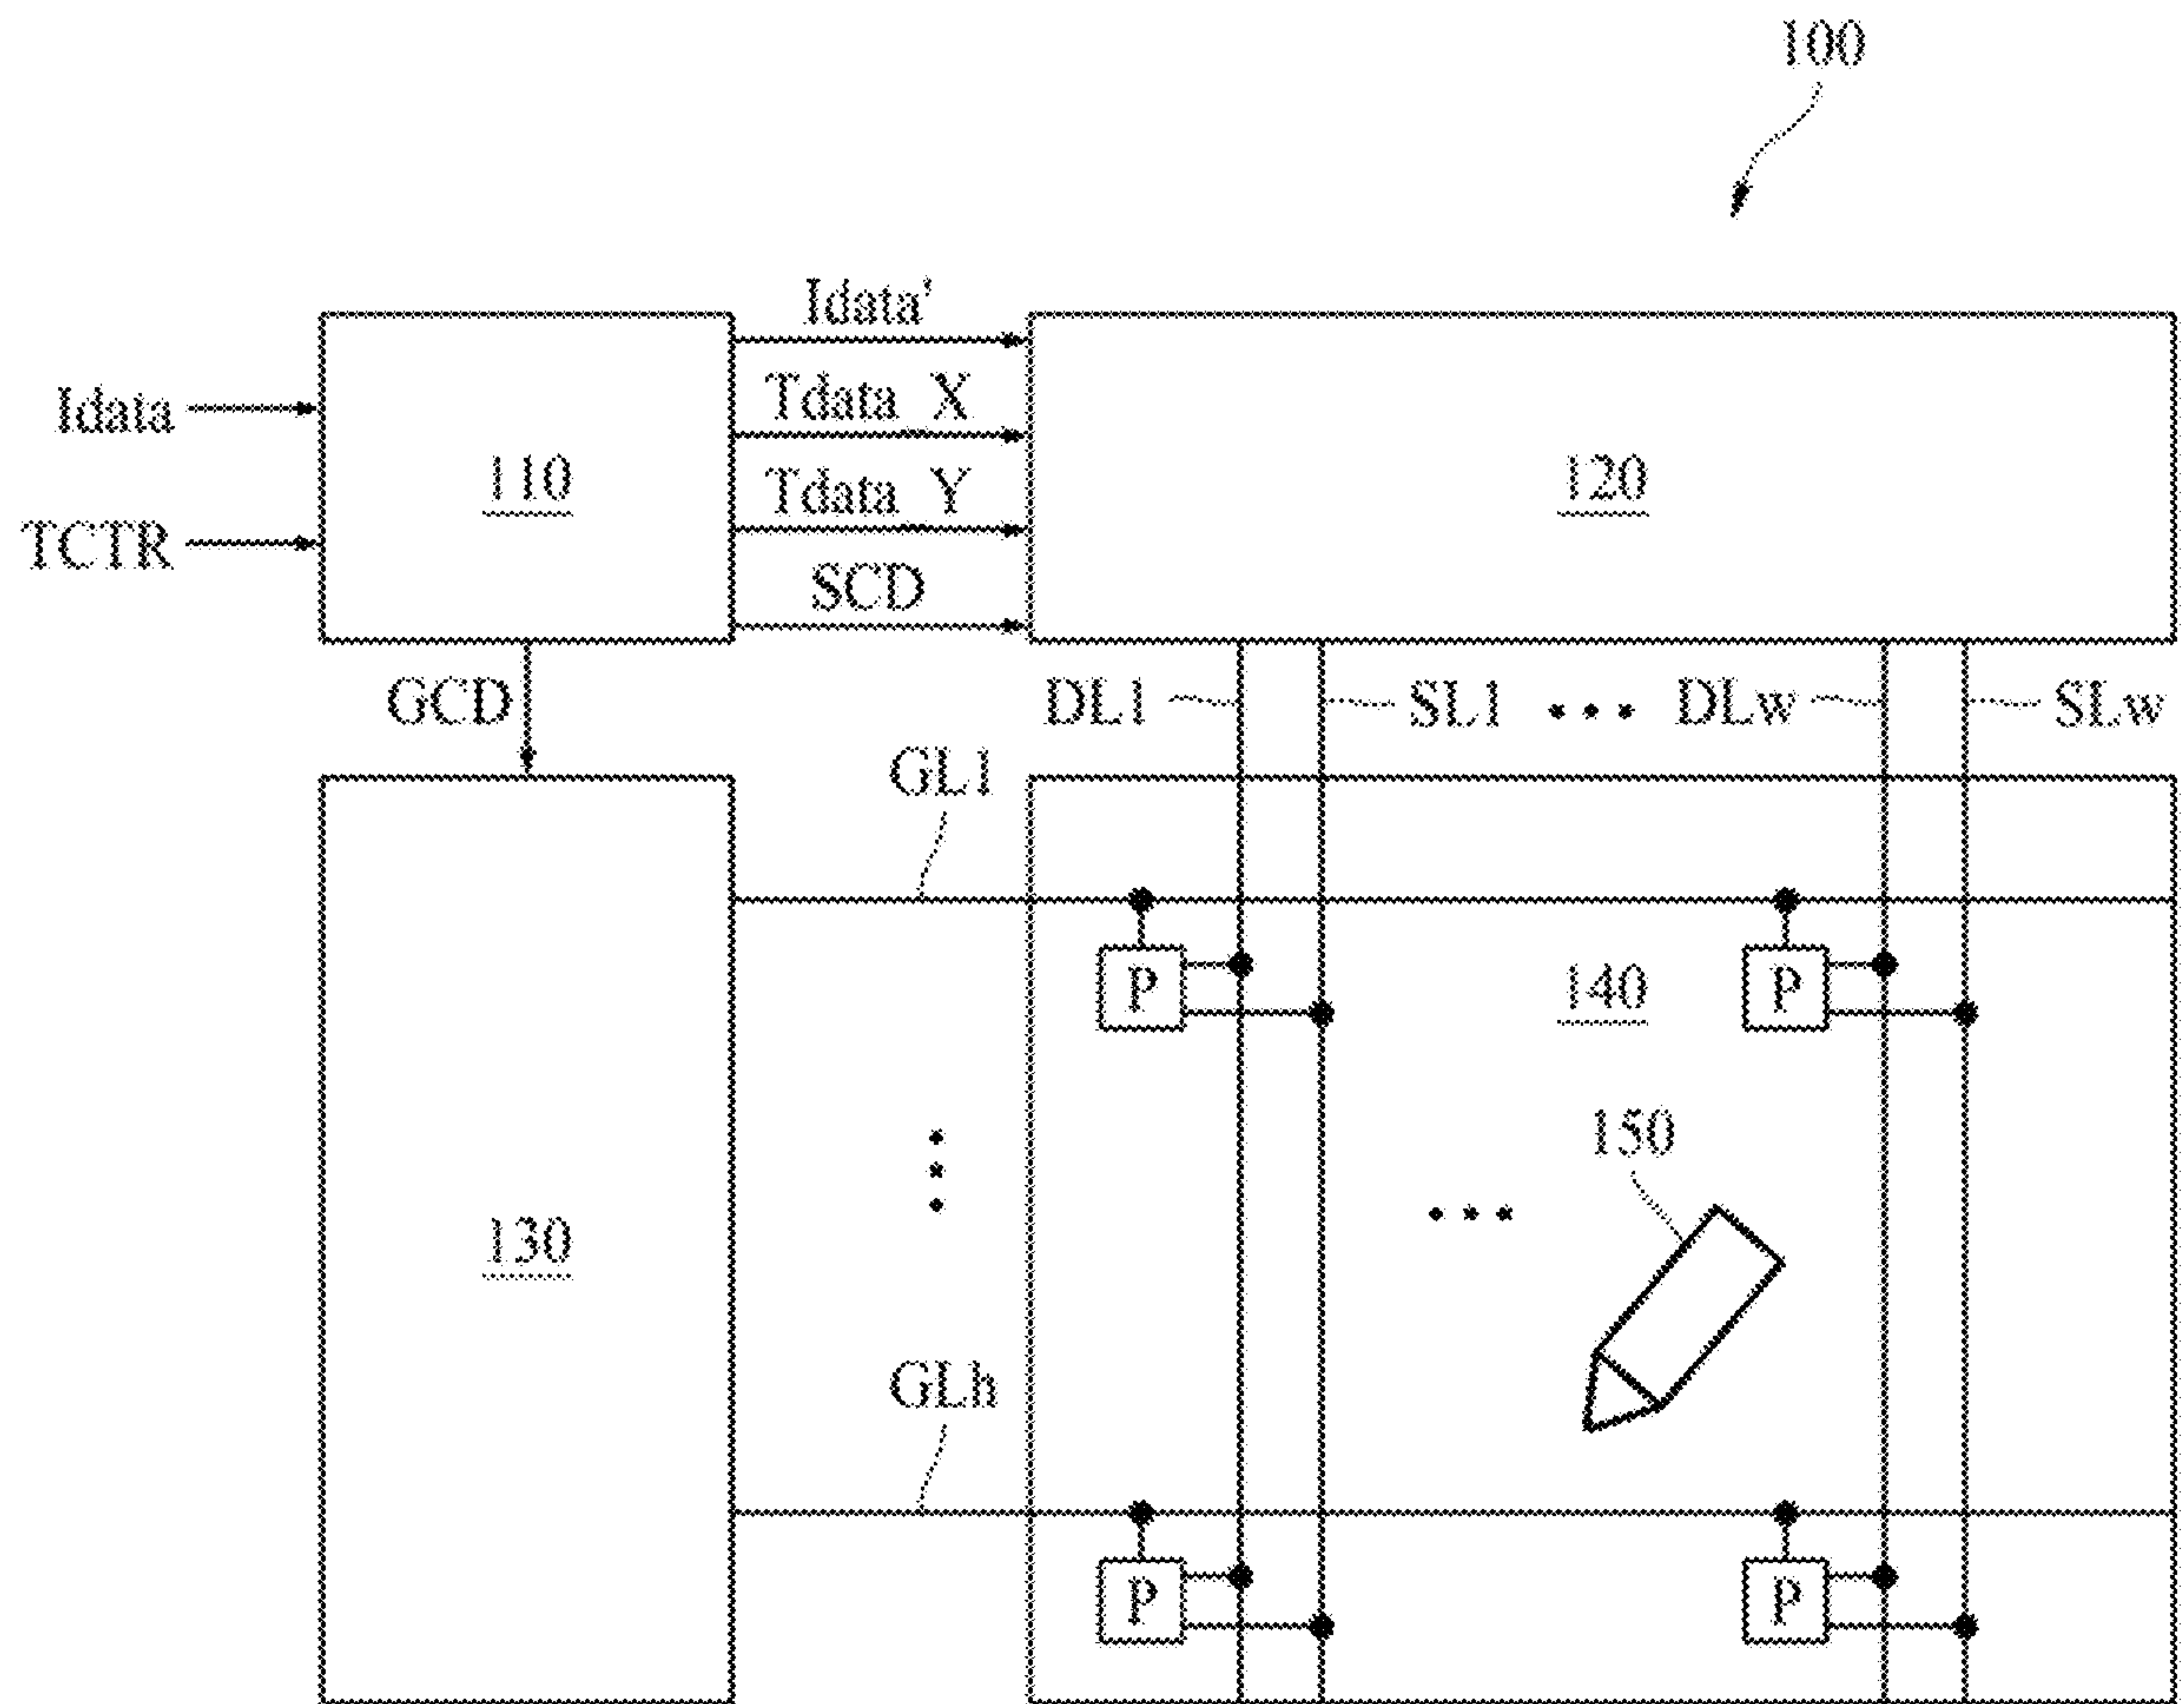 100
Idata'
Idata
Tdata_X
110
120
Tdata_Y
TCTR
SCD
GCD
DL1
SL1
DLw
SLw
GL1
P
140
P
150
130
GLh
P
P